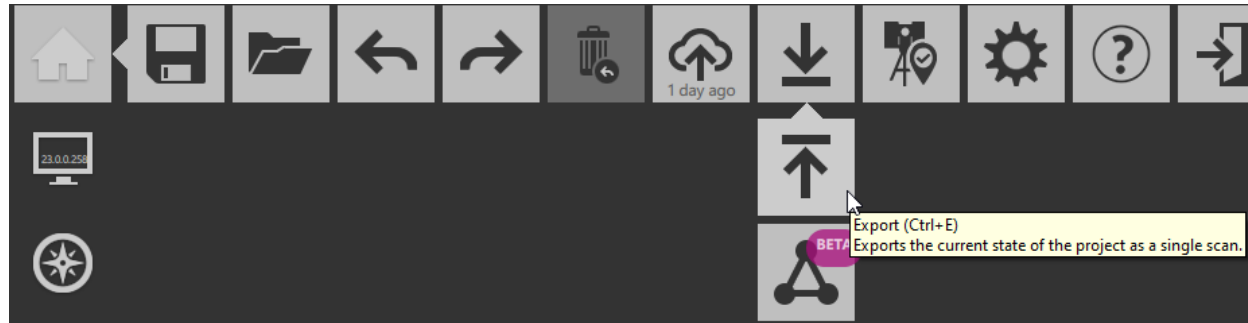 1 day ago
23.0.0.258
Export (Ctrl+E)
BETA
Exports the current state of the project as a single scan.